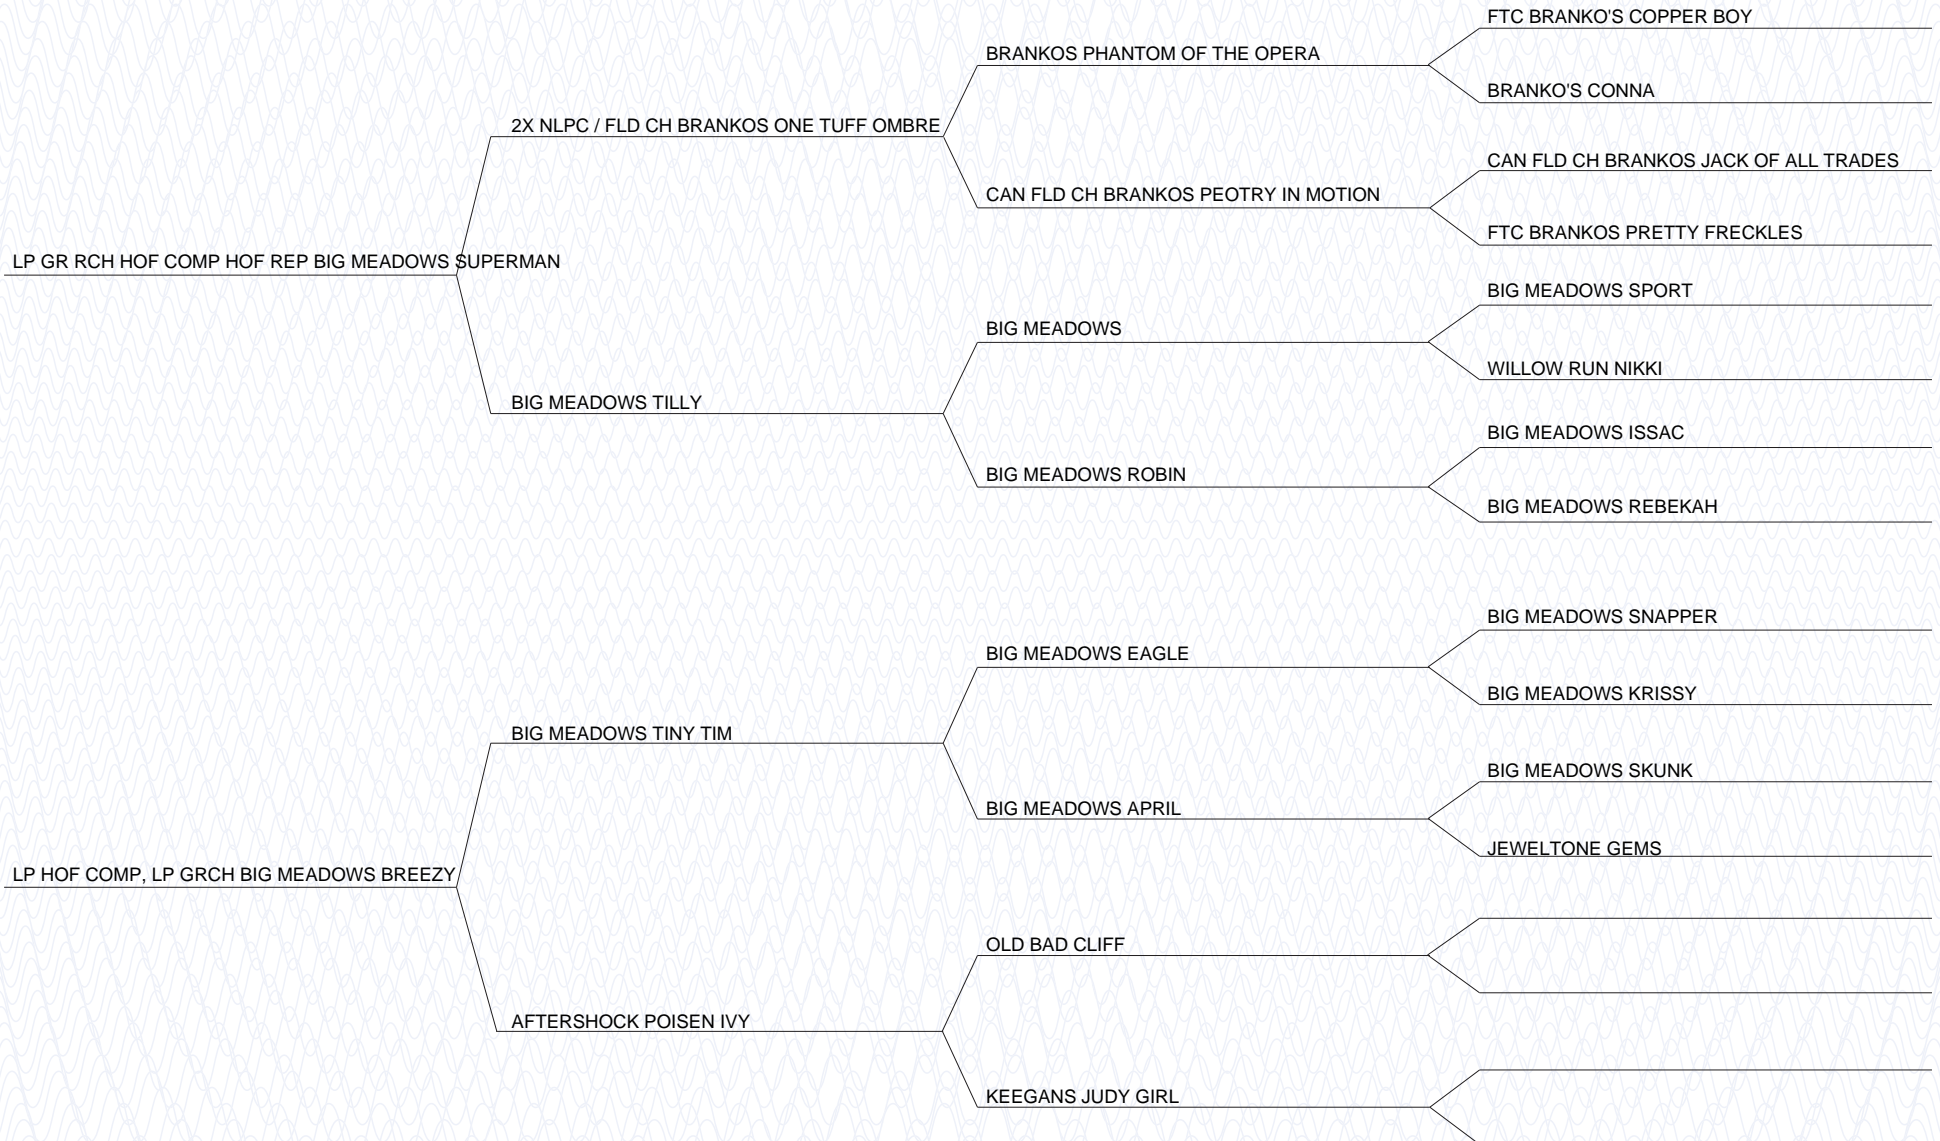 FTC BRANKO'S COPPER BOY
BRANKOS PHANTOM OF THE OPERA
BRANKO'S CONNA
2X NLPC / FLD CH BRANKOS ONE TUFF OMBRE
CAN FLD CH BRANKOS JACK OF ALL TRADES
CAN FLD CH BRANKOS PEOTRY IN MOTION
FTC BRANKOS PRETTY FRECKLES
LP GR RCH HOF COMP HOF REP BIG MEADOWS SUPERMAN
BIG MEADOWS SPORT
BIG MEADOWS
WILLOW RUN NIKKI
BIG MEADOWS TILLY
BIG MEADOWS ISSAC
BIG MEADOWS ROBIN
BIG MEADOWS REBEKAH
BIG MEADOWS SNAPPER
BIG MEADOWS EAGLE
BIG MEADOWS KRISSY
BIG MEADOWS TINY TIM
BIG MEADOWS SKUNK
BIG MEADOWS APRIL
JEWELTONE GEMS
LP HOF COMP, LP GRCH BIG MEADOWS BREEZY
OLD BAD CLIFF
AFTERSHOCK POISEN IVY
KEEGANS JUDY GIRL